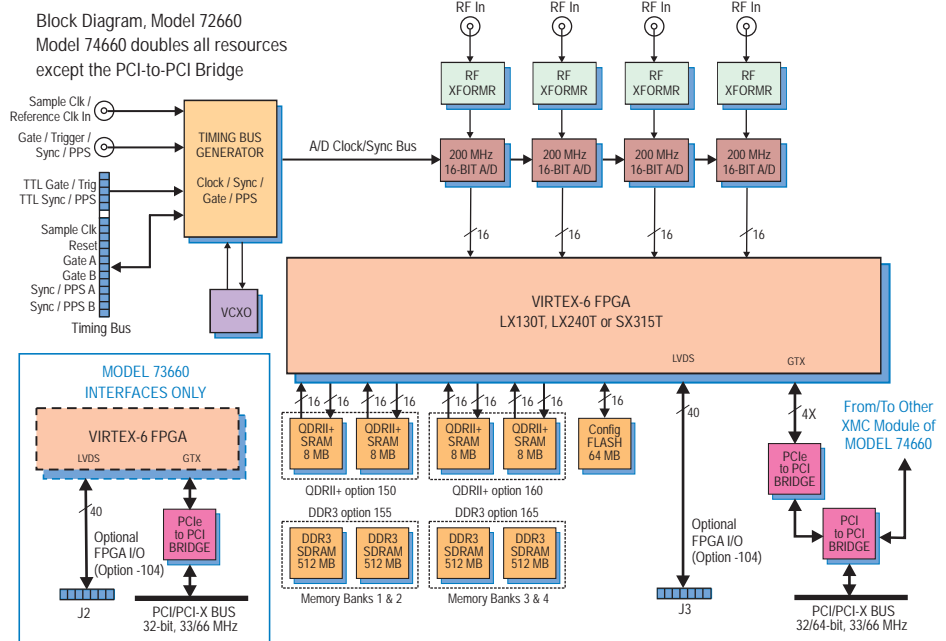 Block Diagram, Model 72660
Model 74660 doubles all resources
except the PCI-to-PCI Bridge
RF In
RF In
RF In
RF In
RF
XFORMR
RF
XFORMR
RF
XFORMR
RF
XFORMR
Sample Clk /
Reference Clk In
Gate / Trigger /
Sync / PPS
TTL Gate / Trig
TTL Sync / PPS
Sample Clk
Reset
Gate A
Gate B
Sync / PPS A
Sync / PPS B
Timing Bus
TIMING BUS
GENERATOR
Clock / Sync /
Gate / PPS
VCXO
A/D Clock/Sync Bus
200 MHz
16-BIT A/D
200 MHz
16-BIT A/D
200 MHz
16-BIT A/D
200 MHz
16-BIT A/D
16
16
16
16
VIRTEX-6 FPGA
LX130T, LX240T or SX315T
LVDS
GTX
16
16
16
16
16
16
16
16
16
40
4X
QDRII+
SRAM
8 MB
QDRII+
SRAM
8 MB
QDRII+
SRAM
8 MB
QDRII+
SRAM
8 MB
Config
FLASH
64 MB
QDRII+ option 150
QDRII+ option 160
DDR3 option 155
DDR3 option 165
DDR3
SDRAM
512 MB
DDR3
SDRAM
512 MB
DDR3
SDRAM
512 MB
DDR3
SDRAM
512 MB
Memory Banks 1 & 2
Memory Banks 3 & 4
Optional
FPGA I/O
(Option -104)
J3
PCIe
to PCI
BRIDGE
From/To Other
XMC Module of
MODEL 74660
PCI
to PCI
BRIDGE
PCI/PCI-X BUS
32/64-bit, 33/66 MHz
MODEL 73660
INTERFACES ONLY
VIRTEX-6 FPGA
LVDS
GTX
40
Optional
FPGA I/O
(Option -104)
PCIe
to PCI
BRIDGE
J2
PCI/PCI-X BUS
32-bit, 33/66 MHz